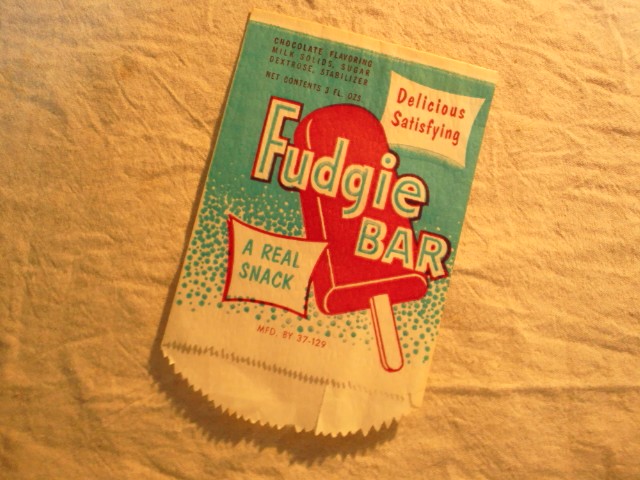 CHOCOLATE FLAVORING
MILK SOLIDS, SUGAR
DEXTROSE, STABILIZER
NET CONTENTS 3 FL. OZS.
Delicious
Satisfying
Fudgie
BAR
A REAL
SNACK
MFD. BY 37-129